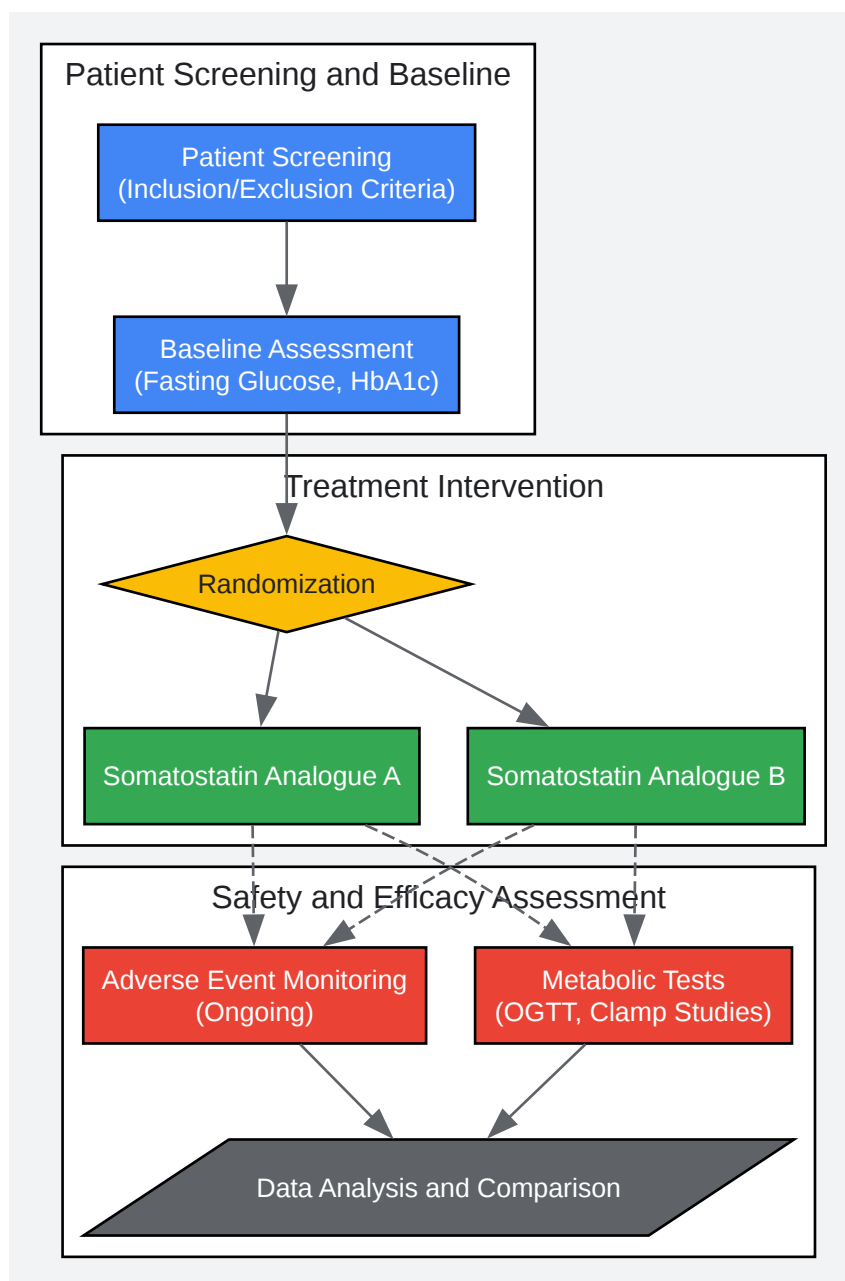 Patient Screening and Baseline
Patient Screening
(Inclusion/Exclusion Criteria)
Baseline Assessment
(Fasting Glucose, HbA1c)
Treatment Intervention
Randomization
Somatostatin Analogue A
Somatostatin Analogue B
Safety and Efficacy Assessment
Adverse Event Monitoring
(Ongoing)
Metabolic Tests
(OGTT, Clamp Studies)
Data Analysis and Comparison